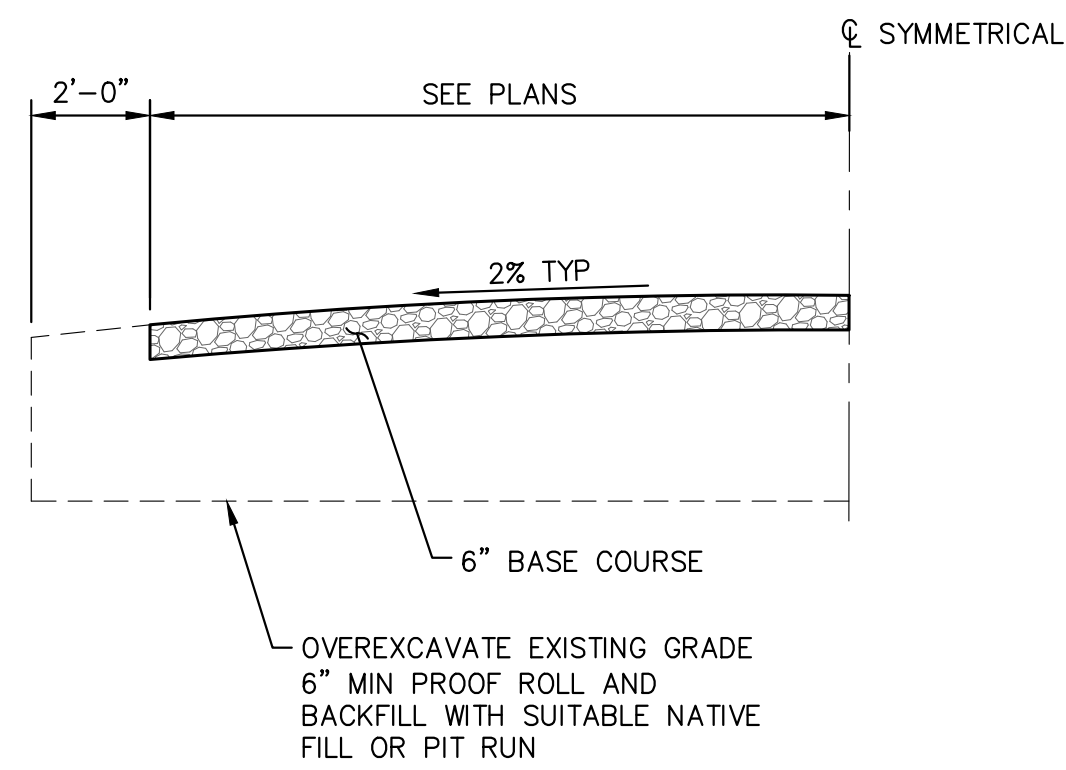 ℄ SYMMETRICAL
2'-0"
SEE PLANS
2% TYP
6" BASE COURSE
OVEREXCAVATE EXISTING GRADE
6" MIN PROOF ROLL AND
BACKFILL WITH SUITABLE NATIVE
FILL OR PIT RUN